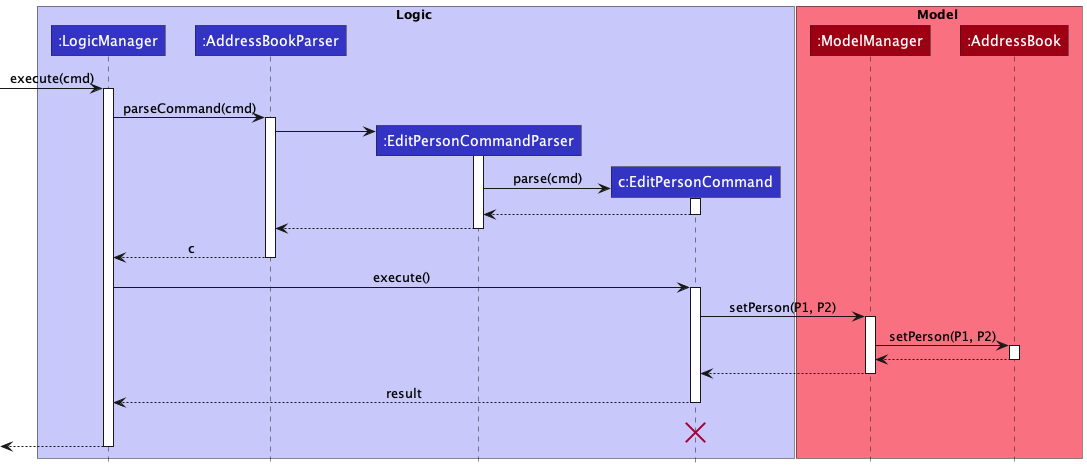 Logic
Model
:LogicManager
:AddressBookParser
:ModelManager
:AddressBook
execute(cmd)
parseCommand(cmd)
:EditPersonCommandParser
parse(cmd)
c:EditPersonCommand
c
execute()
setPerson(P1, P2)
setPerson(P1, P2)
result